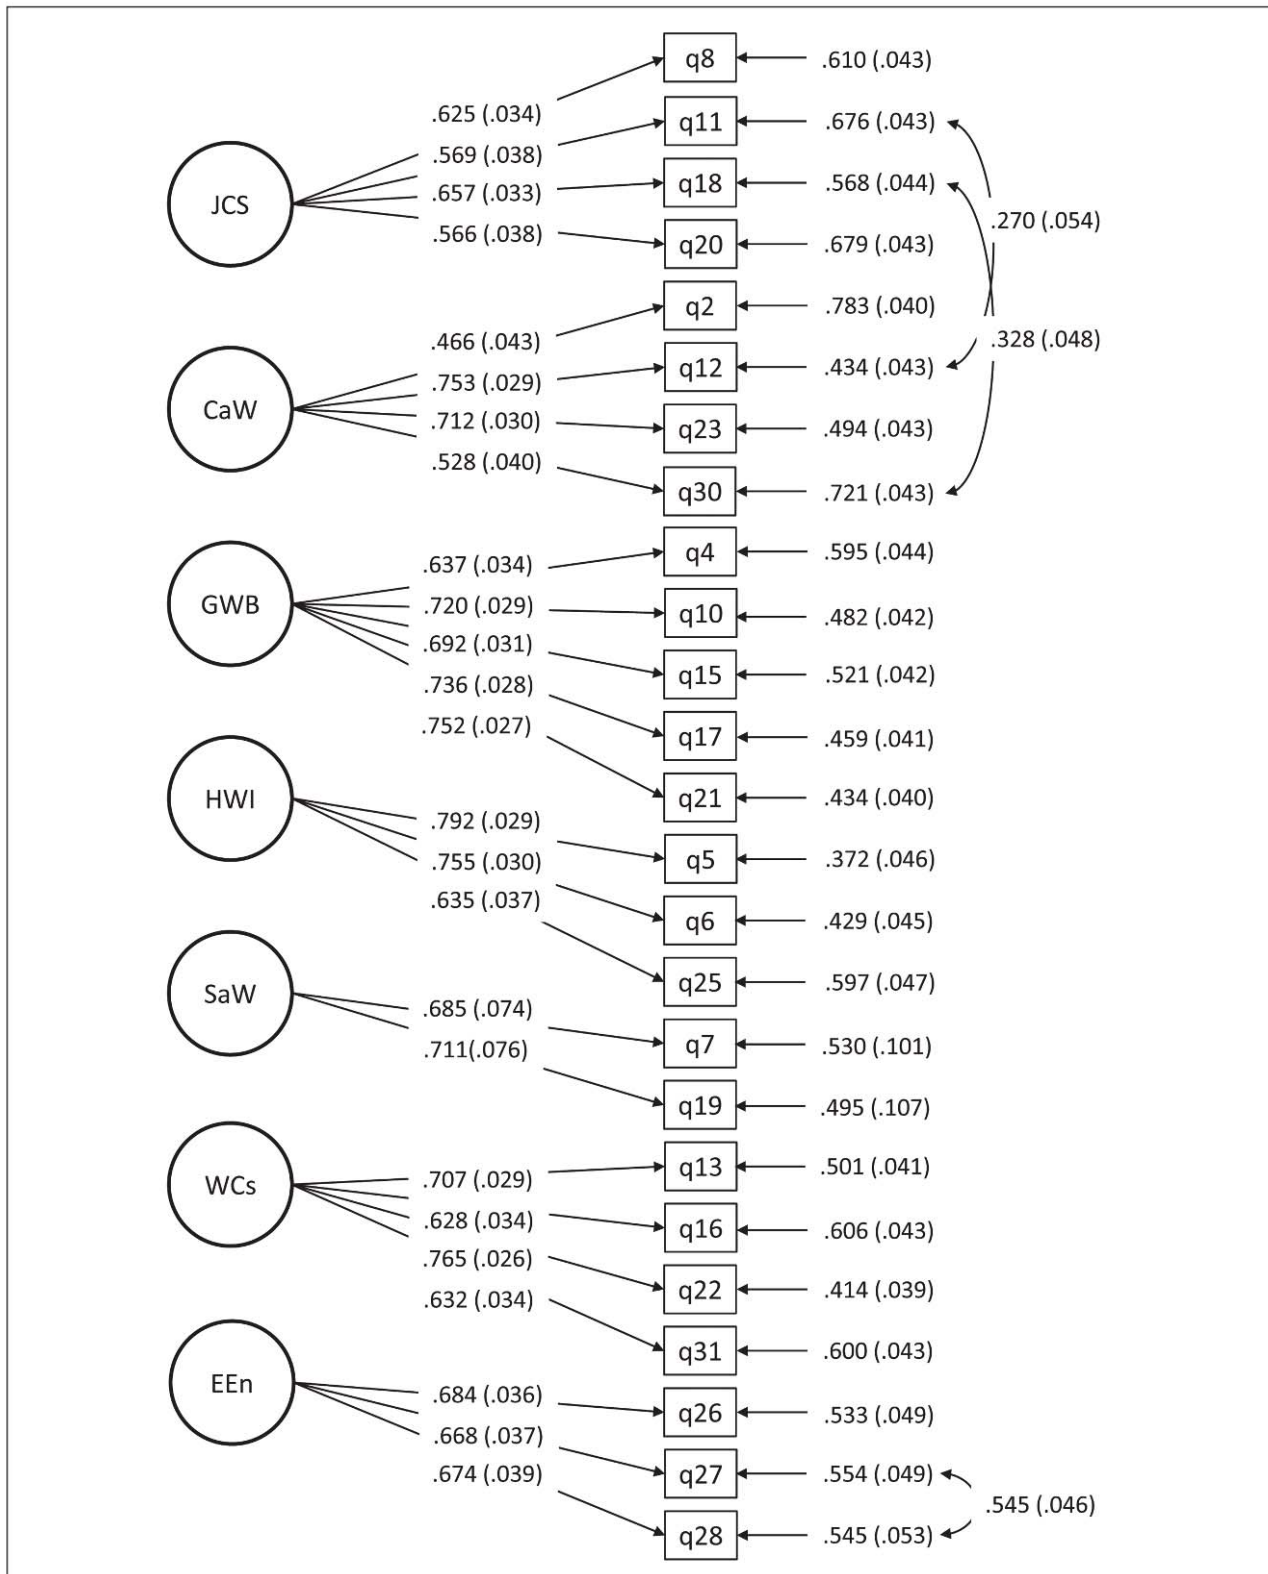 q8 .610 (.043)
.625 (.034)
q11 .676 (.043)
.569 (.038)
q18 .568 (.044)
.657 (.033)
JCS
.270 (.054)
.566 (.038)
q20 .679 (.043)
q2 .783 (.040)
.466 (.043)
.328 (.048)
q12 .434 (.043)
.753 (.029)
CaW
.712 (.030)
q23 .494 (.043)
.528 (.040)
q30 .721 (.043)
q4 .595 (.044)
.637 (.034)
GWB
.720 (.029)
q10 .482 (.042)
.692 (.031)
q15 .521 (.042)
.736 (.028)
.752 (.027)
q17 .459 (.041)
HWI
q21 .434 (.040)
.792 (.029)
q5 .372 (.046)
.755 (.030)
.635 (.037)
q6 .429 (.045)
q25 .597 (.047)
SaW
.685 (.074)
q7 .530 (.101)
.711(.076)
q19 .495 (.107)
q13 .501 (.041)
.707 (.029)
WCs
.628 (.034)
q16 .606 (.043)
.765 (.026)
q22 .414 (.039)
.632 (.034)
q31 .600 (.043)
EEn
.684 (.036)
q26 .533 (.049)
.668 (.037)
q27 .554 (.049)
.674 (.039)
.545 (.046)
q28 .545 (.053)